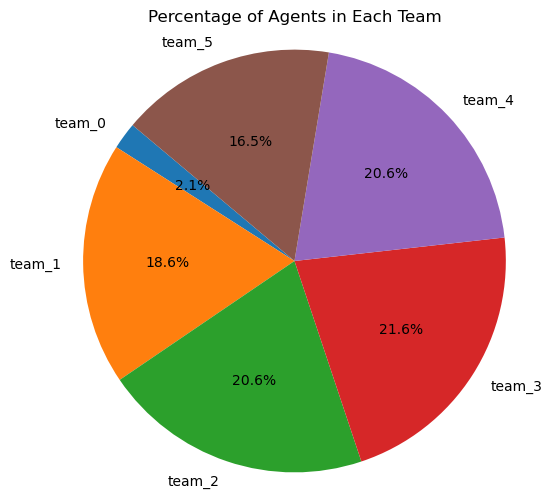 Percentage of Agents in Each Team
team_5
team_4
team_0
16.5%
20.6%
2.1%
team_1
18.6%
21.6%
20.6%
team_3
team_2